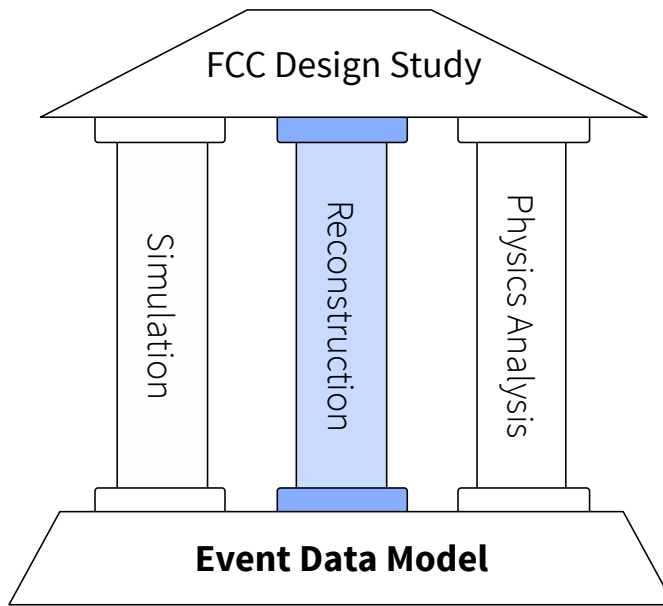 FCC Design Study
Simulation
Reconstruction
Physics Analysis
Event Data Model